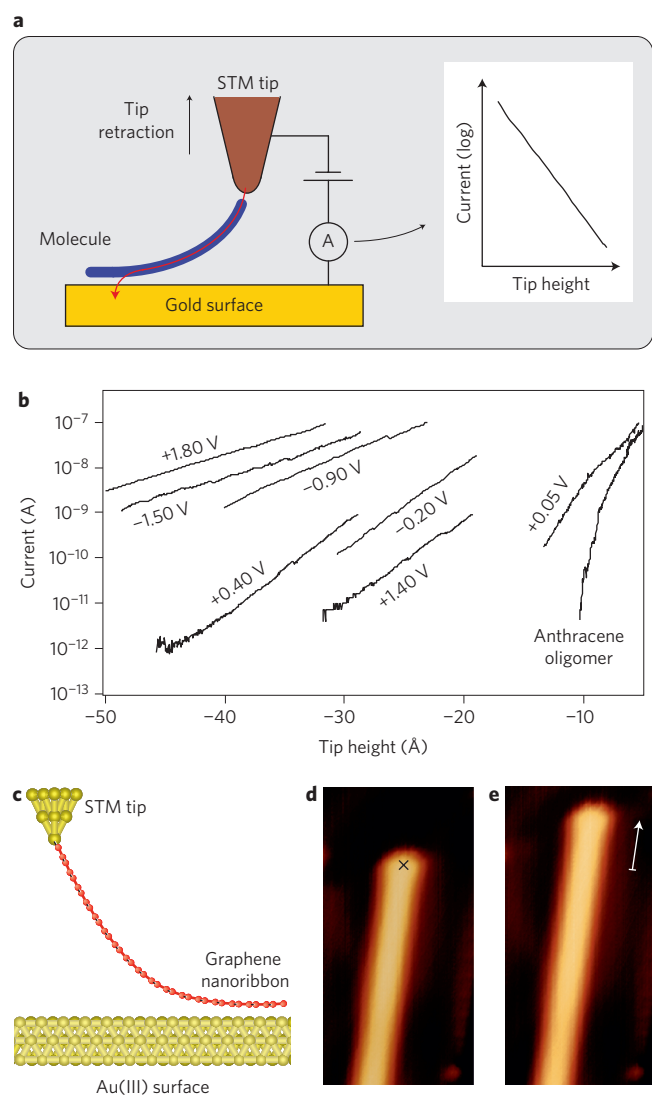 a
STM tip
Tip
retraction
Molecule
A
Gold surface
Current (log)
Tip height
b
10⁻⁷
10⁻⁸
10⁻⁹
10⁻¹⁰
10⁻¹¹
10⁻¹²
10⁻¹³
Current (A)
+1.80 V
−1.50 V
−0.90 V
−0.20 V
+0.40 V
+1.40 V
+0.05 V
Anthracene
oligomer
−50
−40
−30
−20
−10
Tip height (Å)
c
STM tip
Graphene
nanoribbon
Au(III) surface
d
×
e